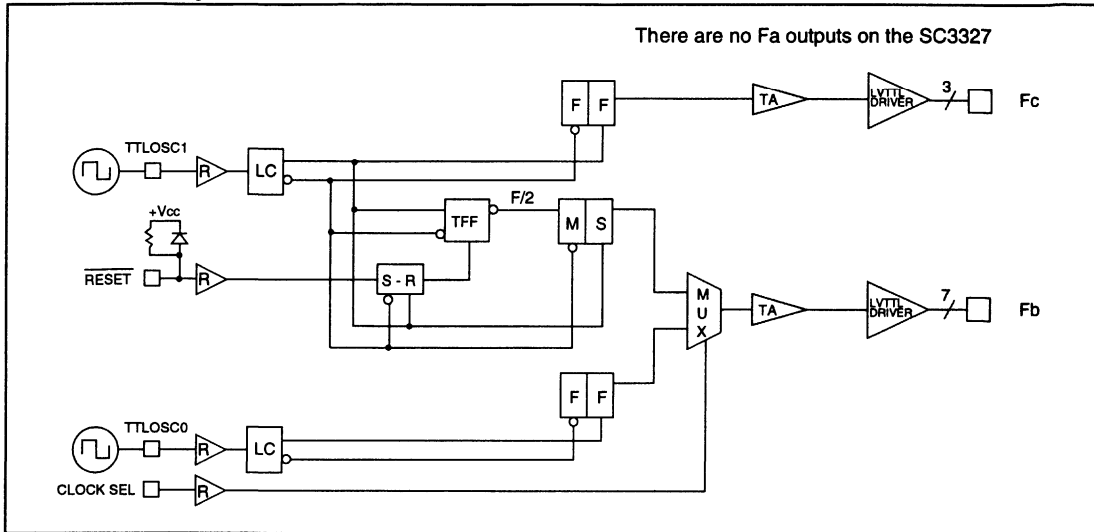 There are no Fa outputs on the SC3327
F F
TA
LVTTL
DRIVER
3
Fc
TTLOSC1
R
LC
+Vcc
RESET
R
TFF
F/2
M S
S - R
M
U
X
TA
LVTTL
DRIVER
7
Fb
F F
TTLOSC0
R
LC
CLOCK SEL
R